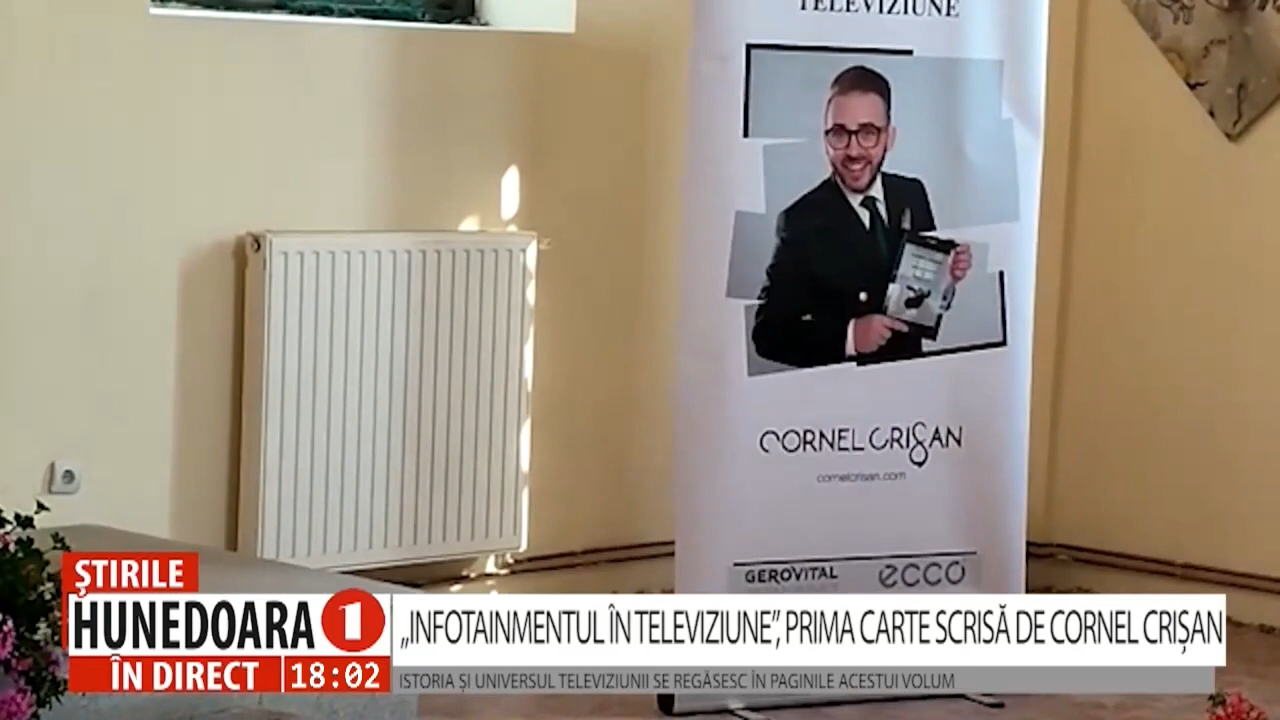 TELEVIZIUNE
CORNEL CRIȘAN
cornelcrisan.com
GEROVITAL ecco
ŞTIRILE
HUNEDOARA 1
ÎN DIRECT 18:02
„INFOTAINMENTUL ÎN TELEVIZIUNE”, PRIMA CARTE SCRISĂ DE CORNEL CRIȘAN
ISTORIA ȘI UNIVERSUL TELEVIZIUNII SE REGĂSESC ÎN PAGINILE ACESTUI VOLUM